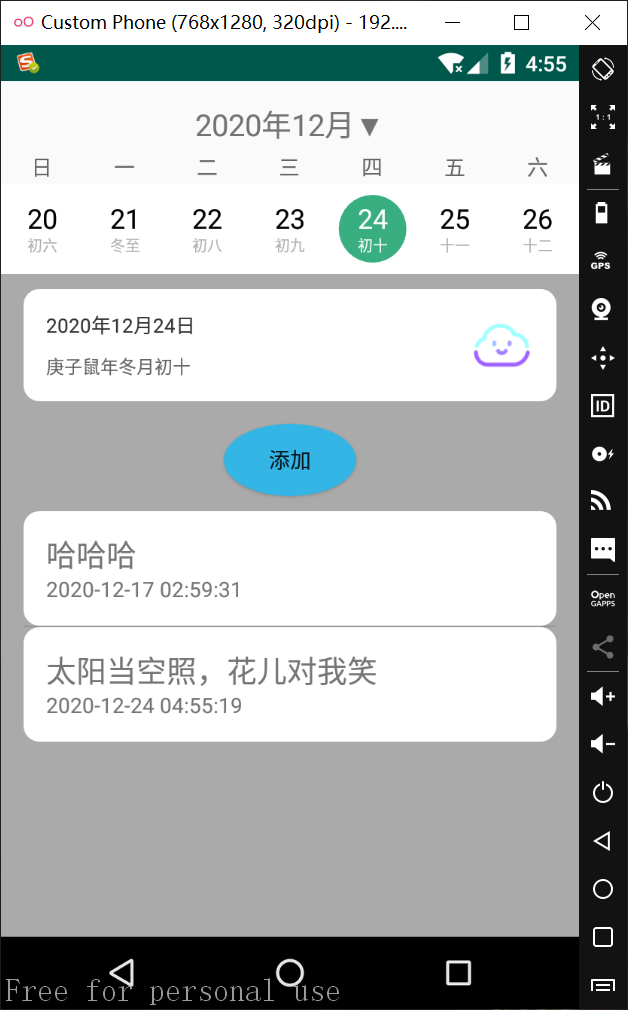 Custom Phone (768x1280, 320dpi) - 192....
4:55
2020年12月▼
日 一 二 三 四 五 六
20 21 22 23 24 25 26
初六 冬至 初八 初九 初十 十一 十二
2020年12月24日
庚子鼠年冬月初十
添加
哈哈哈
2020-12-17 02:59:31
太阳当空照，花儿对我笑
2020-12-24 04:55:19
Free for personal use
1:1
GPS
ID
Open
GAPPS